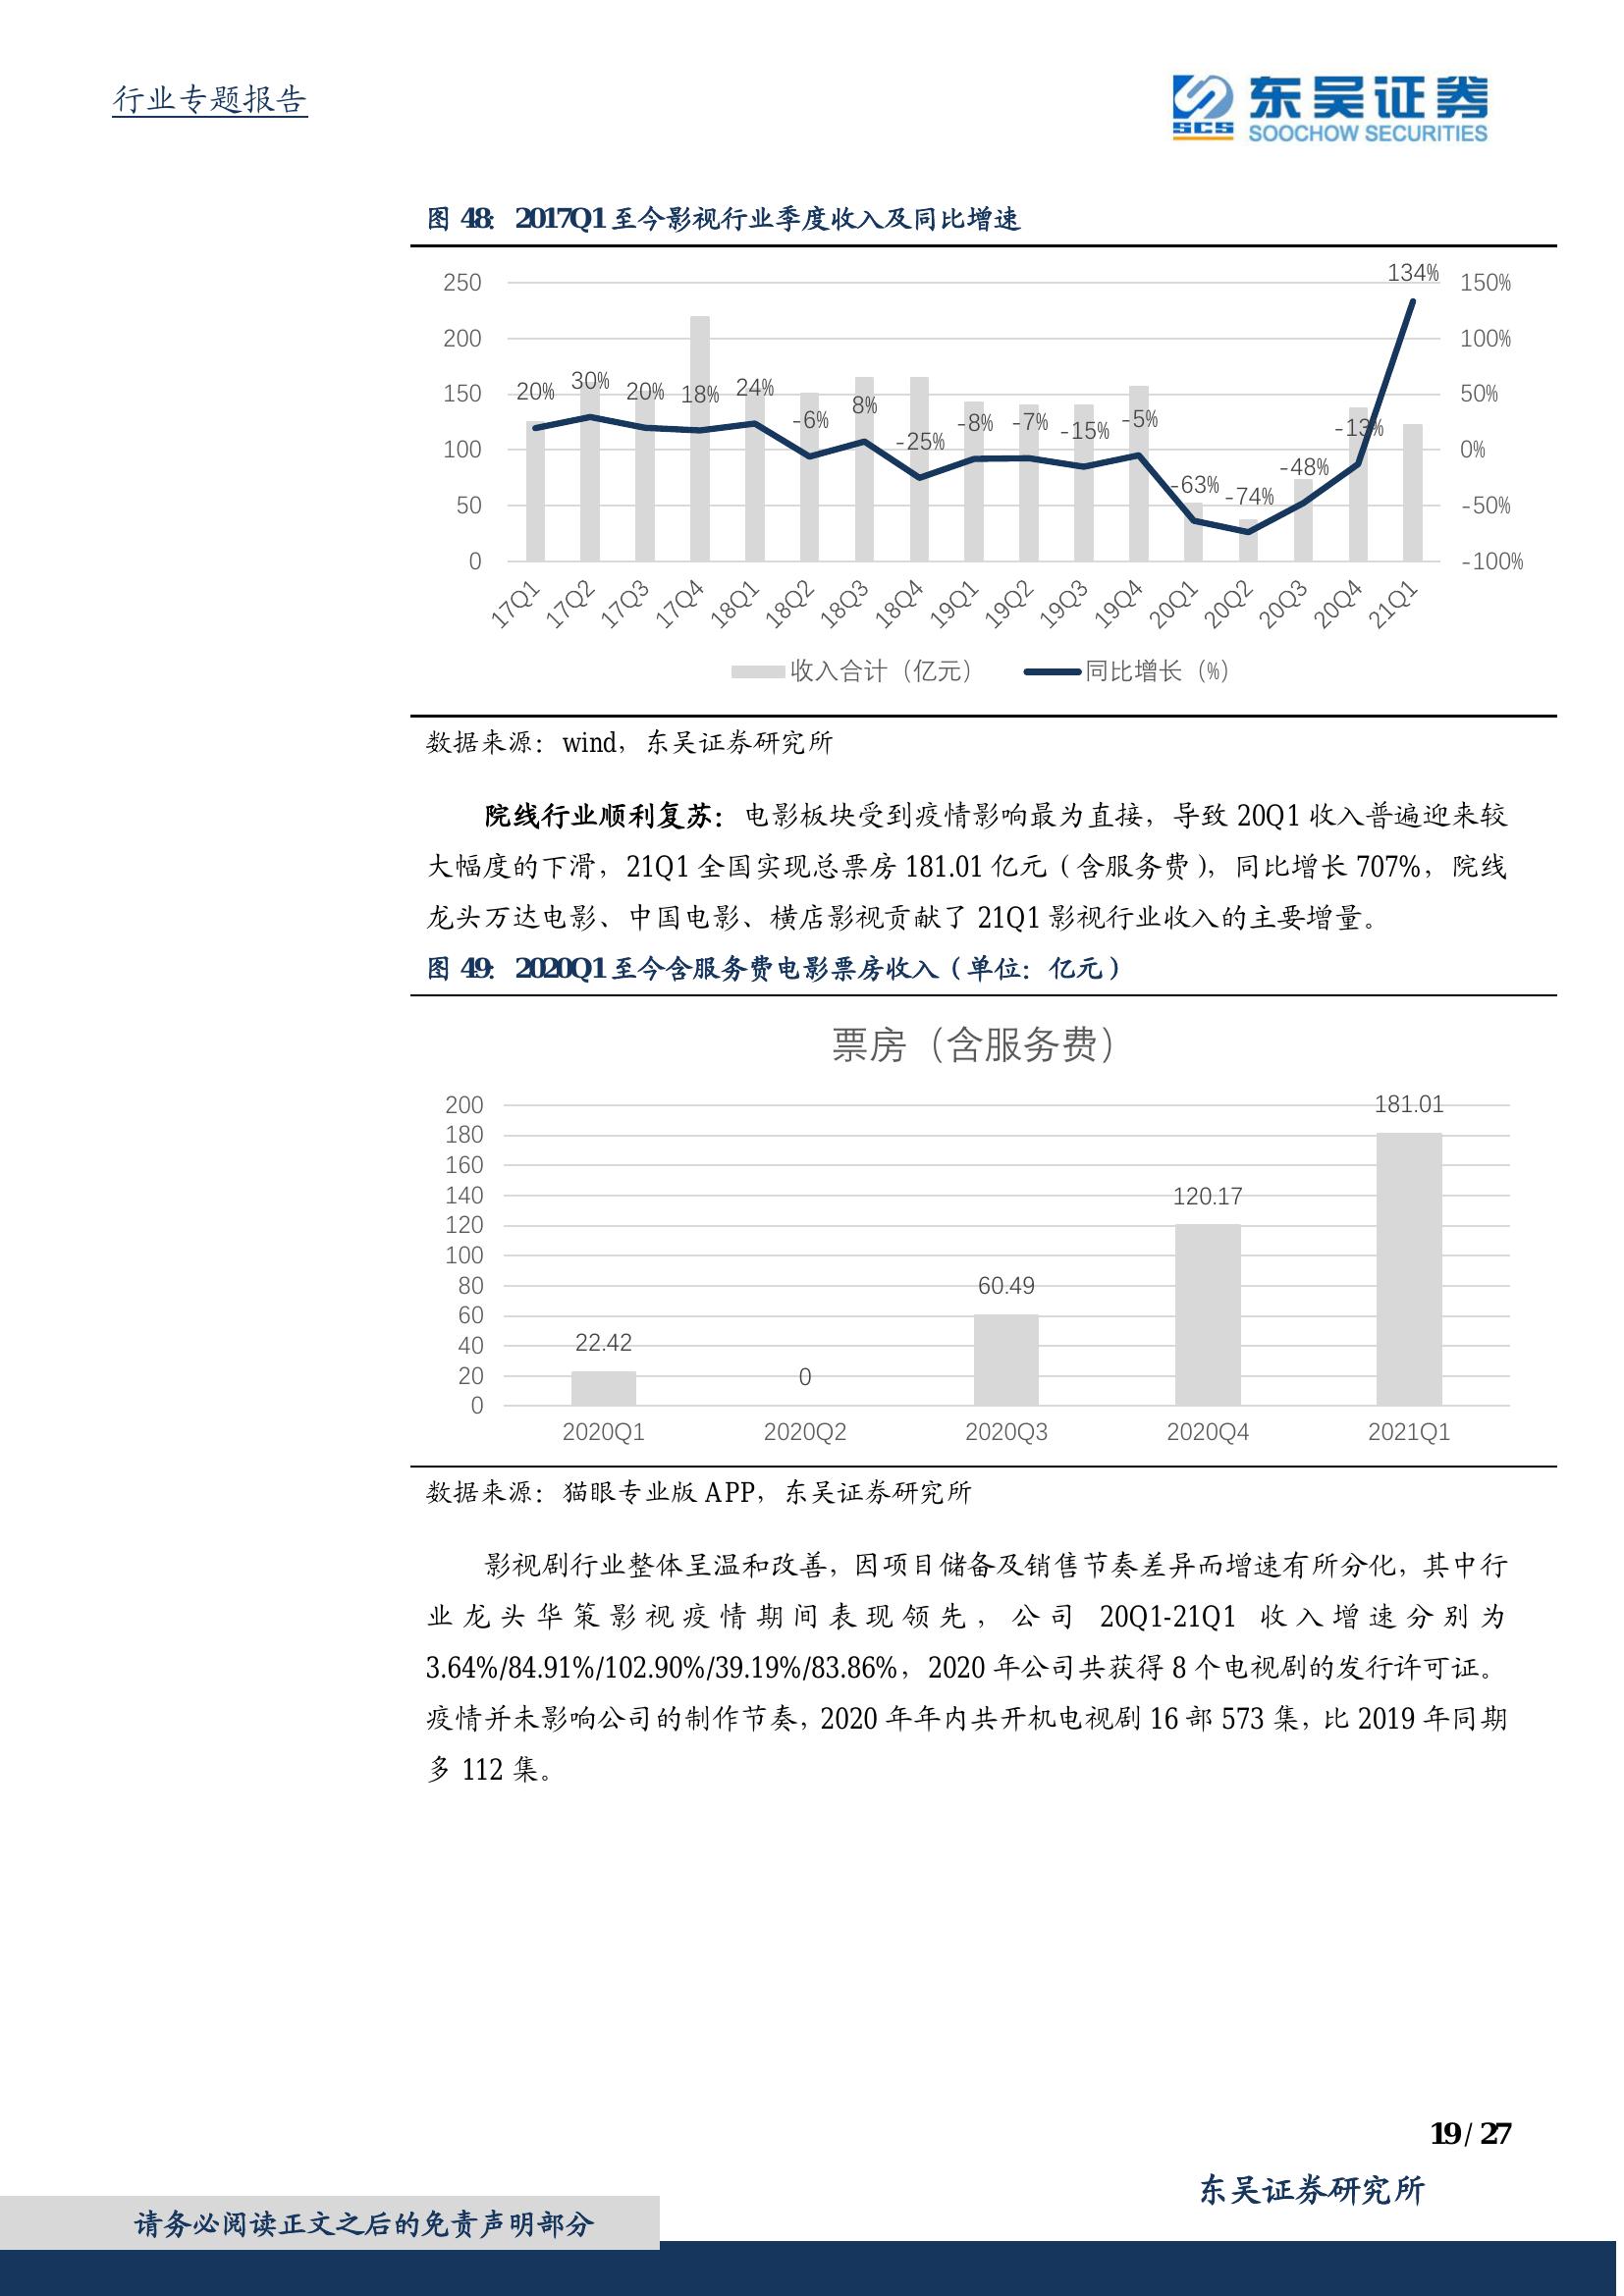 行业专题报告
SCS 东吴证券
SOOCHOW SECURITIES
图 48: 2017Q1 至今影视行业季度收入及同比增速
250
200
150
100
50
0
150%
100%
50%
0%
-50%
-100%
20% 30% 20% 18% 24% -6% 8% -25% -8% -7% -15% -5% -63% -74% -48% -13% 134%
17Q1 17Q2 17Q3 17Q4 18Q1 18Q2 18Q3 18Q4 19Q1 19Q2 19Q3 19Q4 20Q1 20Q2 20Q3 20Q4 21Q1
收入合计（亿元） 同比增长（%）
数据来源：wind，东吴证券研究所
院线行业顺利复苏：电影板块受到疫情影响最为直接，导致 20Q1 收入普遍迎来较
大幅度的下滑，21Q1 全国实现总票房 181.01 亿元（含服务费），同比增长 707%，院线
龙头万达电影、中国电影、横店影视贡献了 21Q1 影视行业收入的主要增量。
图 49: 2020Q1 至今含服务费电影票房收入（单位：亿元）
票房（含服务费）
200
180
160
140
120
100
80
60
40
20
0
22.42 0 60.49 120.17 181.01
2020Q1 2020Q2 2020Q3 2020Q4 2021Q1
数据来源：猫眼专业版 APP，东吴证券研究所
影视剧行业整体呈温和改善，因项目储备及销售节奏差异而增速有所分化，其中行
业龙头华策影视疫情期间表现领先，公司 20Q1-21Q1 收入增速分别为
3.64%/84.91%/102.90%/39.19%/83.86%，2020 年公司共获得 8 个电视剧的发行许可证。
疫情并未影响公司的制作节奏，2020 年年内共开机电视剧 16 部 573 集，比 2019 年同期
多 112 集。
19 / 27
东吴证券研究所
请务必阅读正文之后的免责声明部分